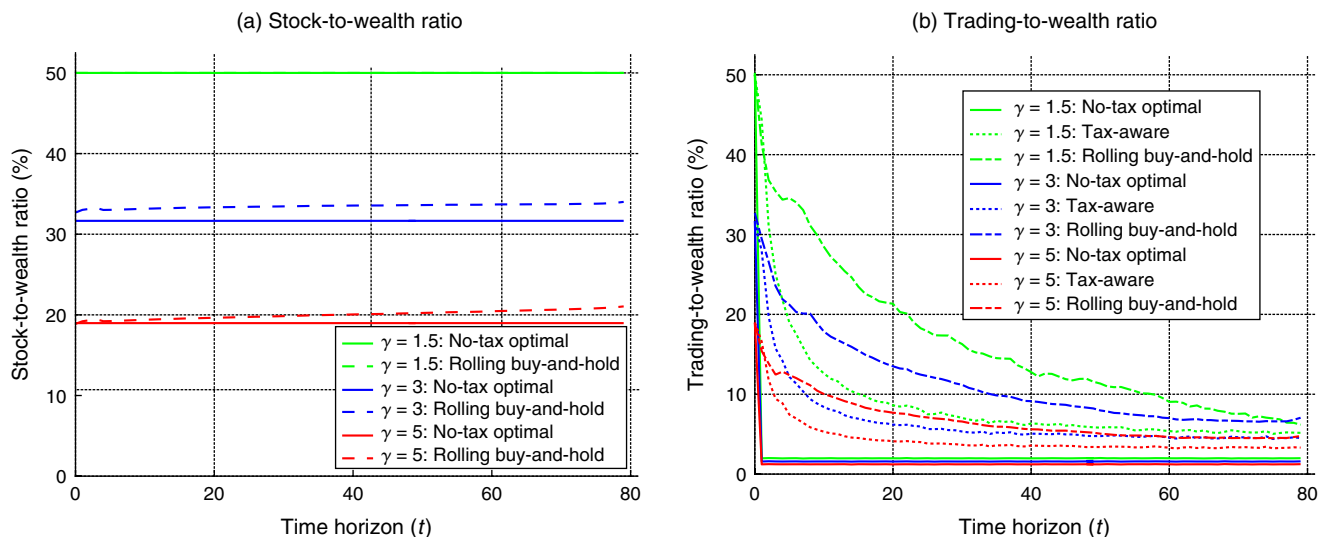 (a) Stock-to-wealth ratio
50
40
30
20
10
0
0
20
40
60
80
Stock-to-wealth ratio (%)
Time horizon (t)
γ = 1.5: No-tax optimal
γ = 1.5: Rolling buy-and-hold
γ = 3: No-tax optimal
γ = 3: Rolling buy-and-hold
γ = 5: No-tax optimal
γ = 5: Rolling buy-and-hold
(b) Trading-to-wealth ratio
50
40
30
20
10
0
0
20
40
60
80
Trading-to-wealth ratio (%)
Time horizon (t)
γ = 1.5: No-tax optimal
γ = 1.5: Tax-aware
γ = 1.5: Rolling buy-and-hold
γ = 3: No-tax optimal
γ = 3: Tax-aware
γ = 3: Rolling buy-and-hold
γ = 5: No-tax optimal
γ = 5: Tax-aware
γ = 5: Rolling buy-and-hold